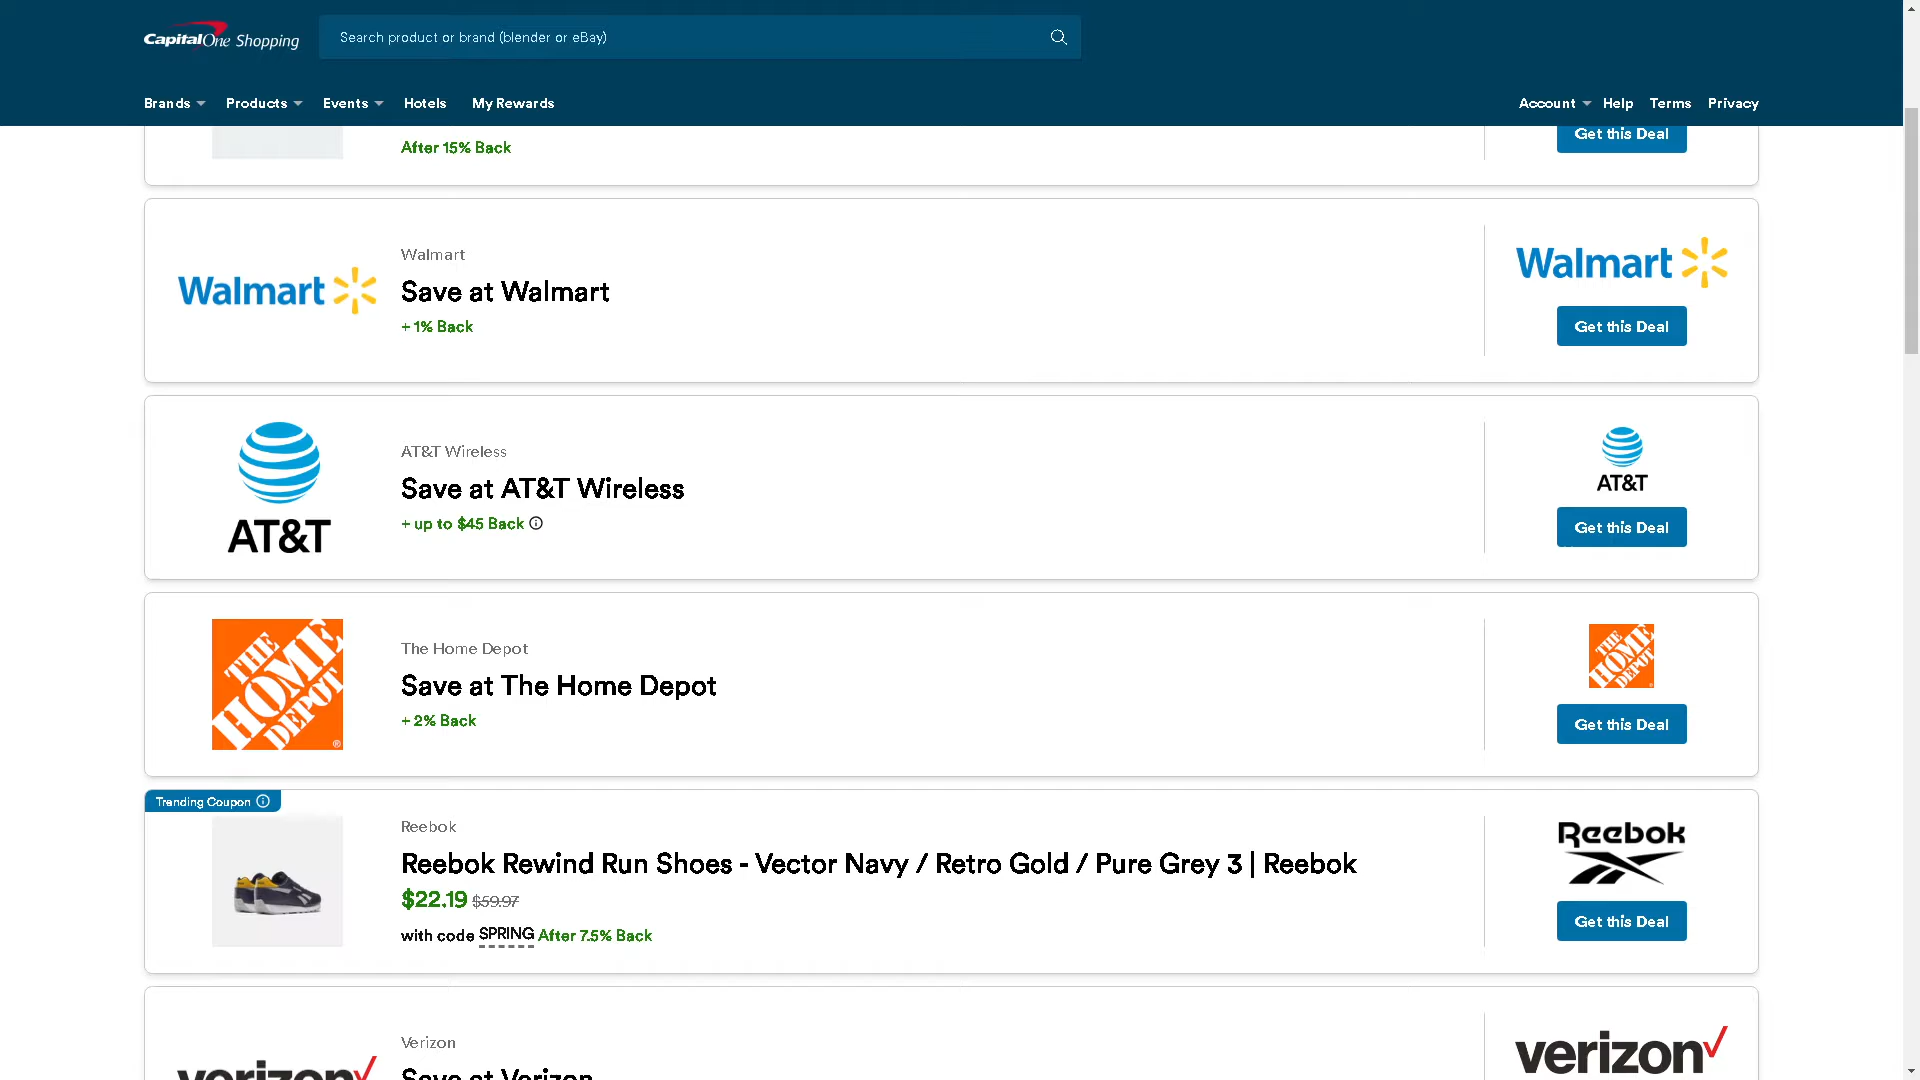 CapitalOne Shopping
Search product or brand (blender or eBay)
Brands Products Events Hotels My Rewards
Account Help Terms Privacy
Get this Deal
After 15% Back
Walmart
Walmart
Save at Walmart
+ 1% Back
Walmart
Get this Deal
AT&T
AT&T Wireless
Save at AT&T Wireless
+ up to $45 Back
AT&T
Get this Deal
THE HOME DEPOT ®
The Home Depot
Save at The Home Depot
+ 2% Back
THE HOME DEPOT
Get this Deal
Trending Coupon
Reebok
Reebok Rewind Run Shoes - Vector Navy / Retro Gold / Pure Grey 3 | Reebok
$22.19 $59.97
with code SPRING After 7.5% Back
Reebok
Get this Deal
verizon
Verizon
Save at Verizon
verizon